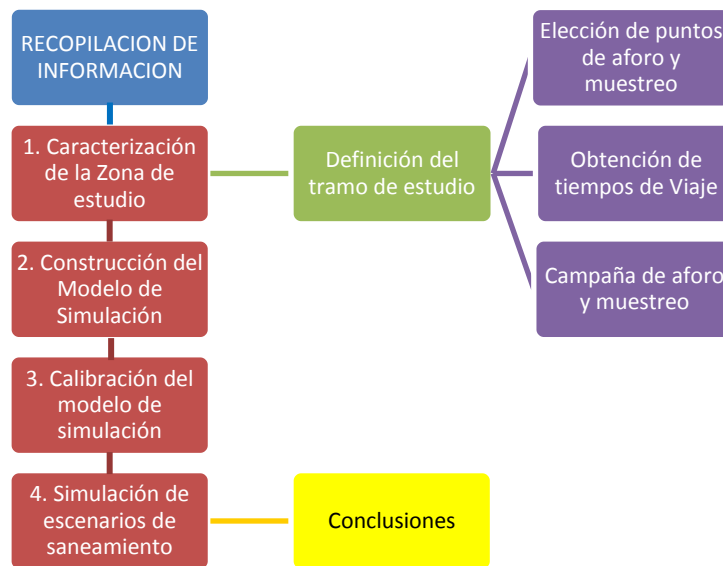 RECOPILACION DE
INFORMACION
1. Caracterización
de la Zona de
estudio
2. Construcción del
Modelo de
Simulación
3. Calibración del
modelo de
simulación
4. Simulación de
escenarios de
saneamiento
Definición del
tramo de estudio
Conclusiones
Elección de puntos
de aforo y
muestreo
Obtención de
tiempos de Viaje
Campaña de aforo
y muestreo